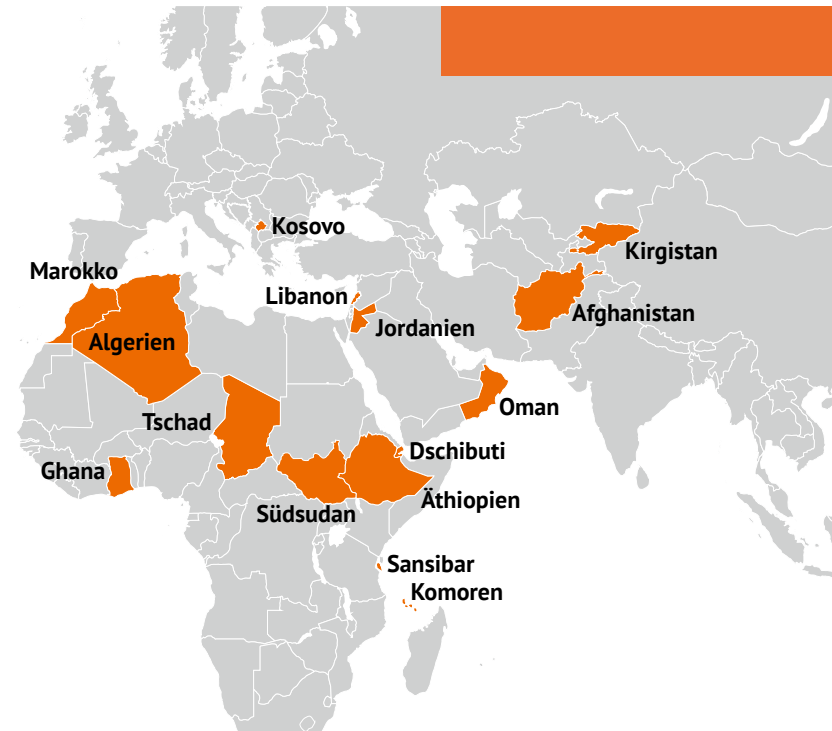 Kosovo
Kirgistan
Marokko
Libanon
Afghanistan
Jordanien
Algerien
Oman
Tschad
Dschibuti
Ghana
Äthiopien
Südsudan
Sansibar
Komoren